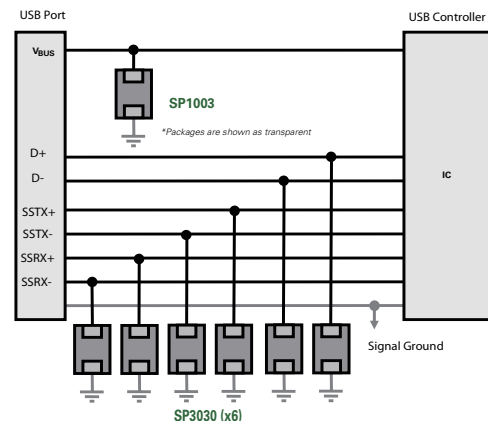 USB Port
USB Controller
VBUS
SP1003
*Packages are shown as transparent
D+
D-
IC
SSTX+
SSTX-
SSRX+
SSRX-
Signal Ground
SP3030 (x6)